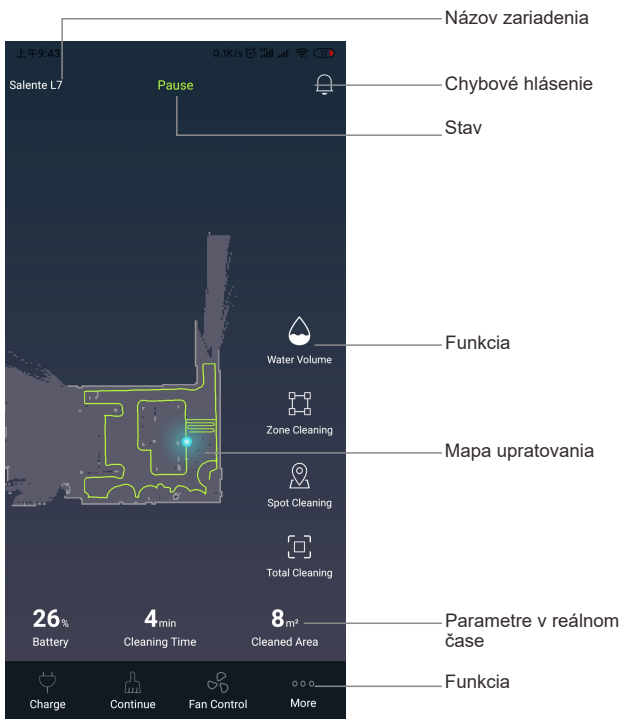 Názov zariadenia
上午9:43 0.1K/s
Salente L7 Pause
Chybové hlásenie
Stav
Water Volume
Funkcia
Zone Cleaning
Mapa upratovania
Spot Cleaning
Total Cleaning
26% 4min 8m²
Battery Cleaning Time Cleaned Area
Parametre v reálnom
čase
Charge Continue Fan Control More
Funkcia